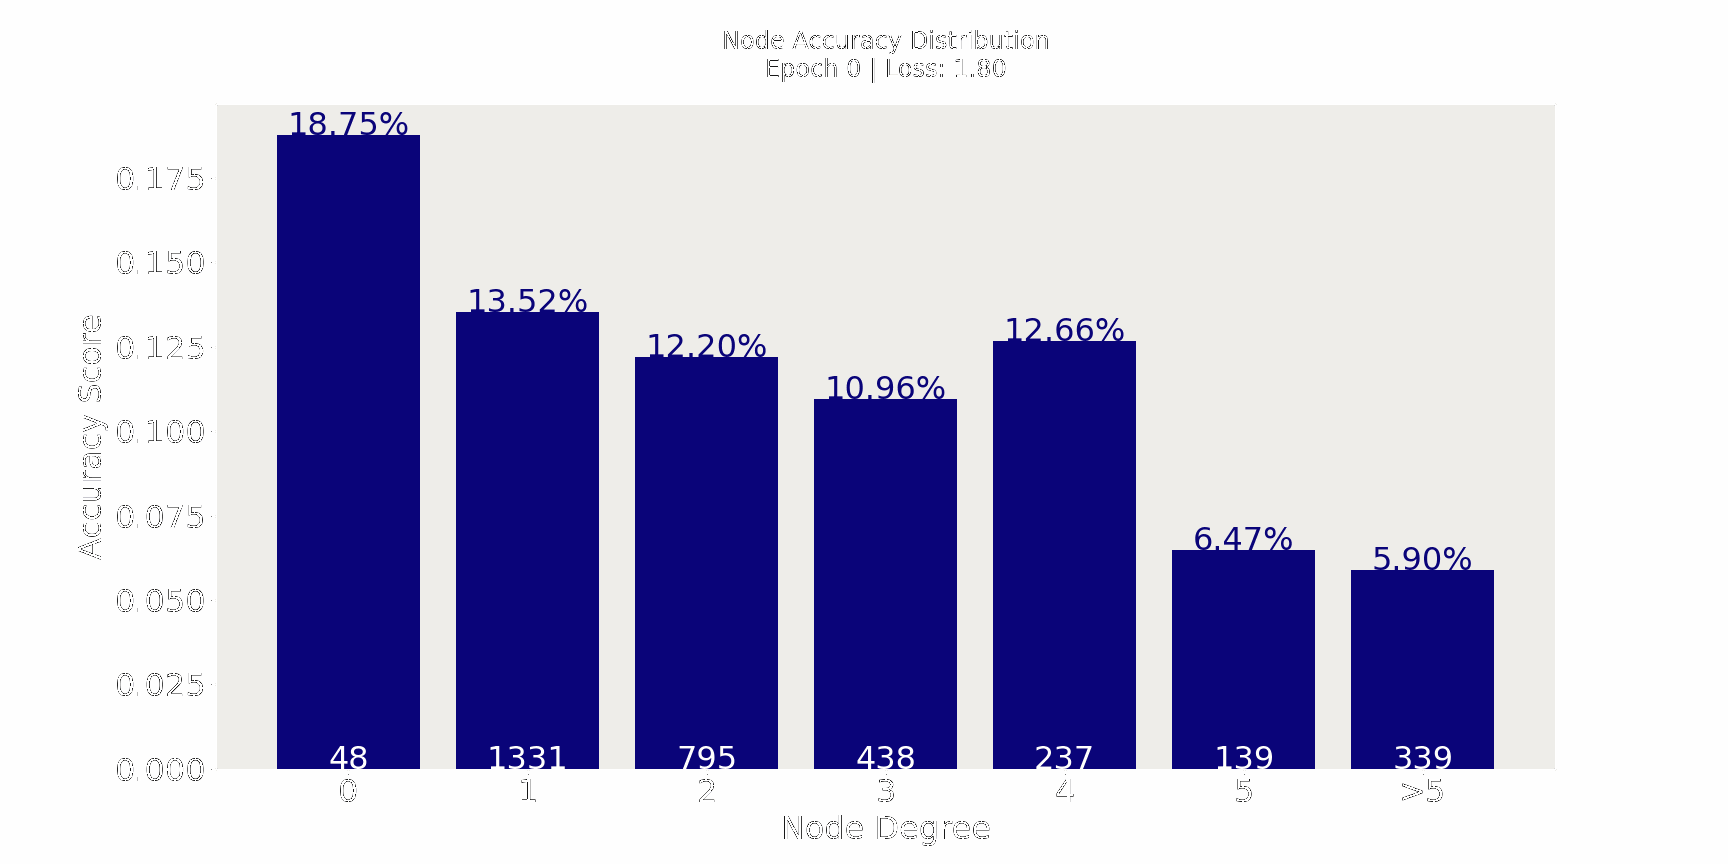 Node Accuracy Distribution
Epoch 0 | Loss: 1.80
18.75%
13.52%
12.20%
10.96%
12.66%
6.47%
5.90%
0.175
0.150
0.125
0.100
0.075
0.050
0.025
0.000
Accuracy Score
48 1331 795 438 237 139 339
0 1 2 3 4 5 >5
Node Degree